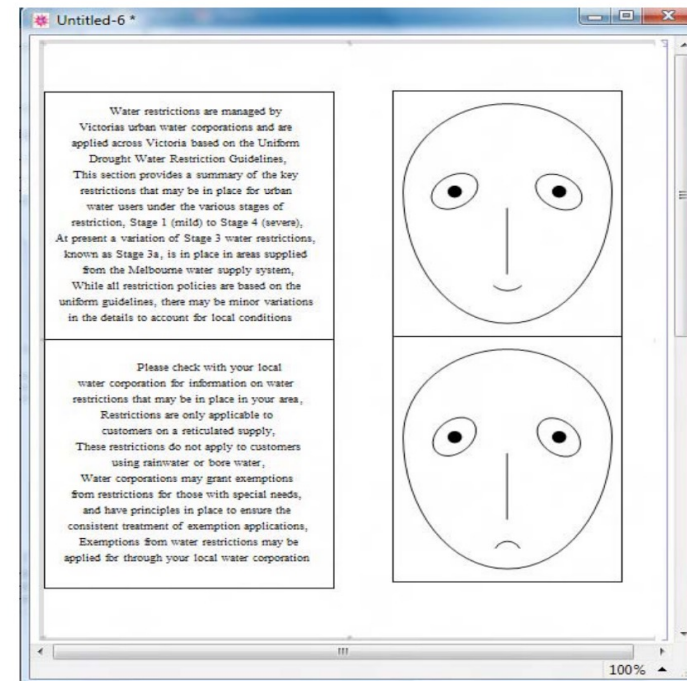 Untitled-6 *
Water restrictions are managed by
Victorias urban water corporations and are
applied across Victoria based on the Uniform
Drought Water Restriction Guidelines,
This section provides a summary of the key
restrictions that may be in place for urban
water users under the various stages of
restriction, Stage 1 (mild) to Stage 4 (severe),
At present a variation of Stage 3 water restrictions,
known as Stage 3a, is in place in areas supplied
from the Melbourne water supply system,
While all restriction policies are based on the
uniform guidelines, there may be minor variations
in the details to account for local conditions
Please check with your local
water corporation for information on water
restrictions that may be in place in your area,
Restrictions are only applicable to
customers on a reticulated supply,
These restrictions do not apply to customers
using rainwater or bore water,
Water corporations may grant exemptions
from restrictions for those with special needs,
and have principles in place to ensure the
consistent treatment of exemption applications,
Exemptions from water restrictions may be
applied for through your local water corporation
100%